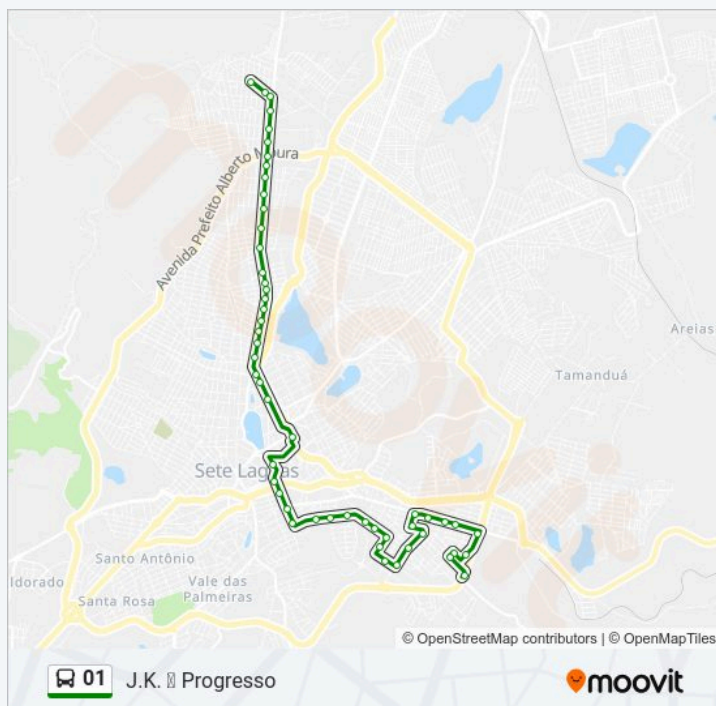 Avenida Prefeito Alberto Moura
Areias
Tamanduá
Sete Lagoas
Santo Antônio
Vale das
Palmeiras
Santa Rosa
ldorado
© OpenStreetMap contributors | © OpenMapTiles
01 J.K. Progresso
moovit